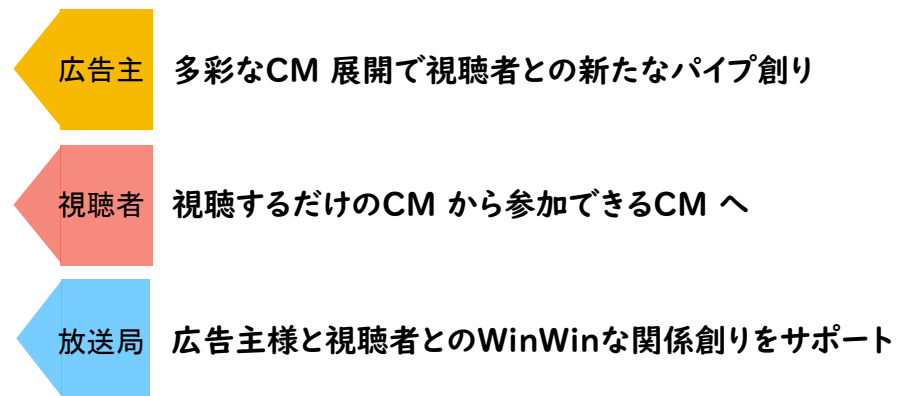 広告主 多彩なCM 展開で視聴者との新たなパイプ創り
視聴者 視聴するだけのCM から参加できるCM へ
放送局 広告主様と視聴者とのWinWinな関係創りをサポート